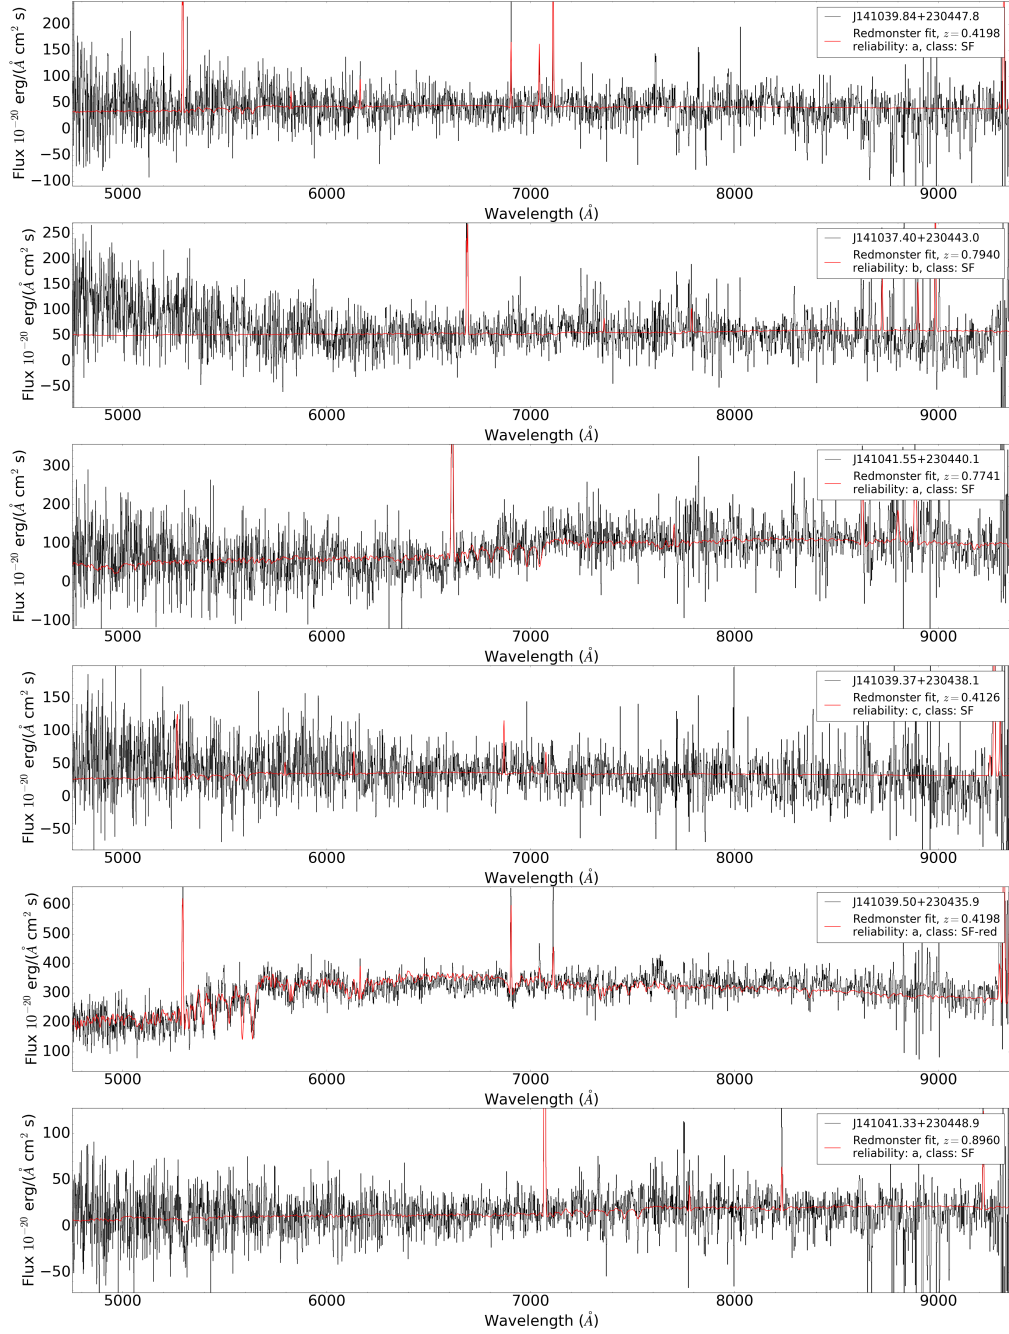 J141039.84+230447.8
Redmonster fit, z = 0.4198
reliability: a, class: SF
200
150
100
50
0
−50
−100
Flux 10⁻²⁰ erg/(Å cm² s)
5000 6000 7000 8000 9000
Wavelength (Å)
J141037.40+230443.0
Redmonster fit, z = 0.7940
reliability: b, class: SF
250
200
150
100
50
0
−50
Flux 10⁻²⁰ erg/(Å cm² s)
5000 6000 7000 8000 9000
Wavelength (Å)
J141041.55+230440.1
Redmonster fit, z = 0.7741
reliability: a, class: SF
300
200
100
0
−100
Flux 10⁻²⁰ erg/(Å cm² s)
5000 6000 7000 8000 9000
Wavelength (Å)
J141039.37+230438.1
Redmonster fit, z = 0.4126
reliability: c, class: SF
150
100
50
0
−50
Flux 10⁻²⁰ erg/(Å cm² s)
5000 6000 7000 8000 9000
Wavelength (Å)
J141039.50+230435.9
Redmonster fit, z = 0.4198
reliability: a, class: SF-red
600
500
400
300
200
100
Flux 10⁻²⁰ erg/(Å cm² s)
5000 6000 7000 8000 9000
Wavelength (Å)
J141041.33+230448.9
Redmonster fit, z = 0.8960
reliability: a, class: SF
100
50
0
−50
Flux 10⁻²⁰ erg/(Å cm² s)
5000 6000 7000 8000 9000
Wavelength (Å)